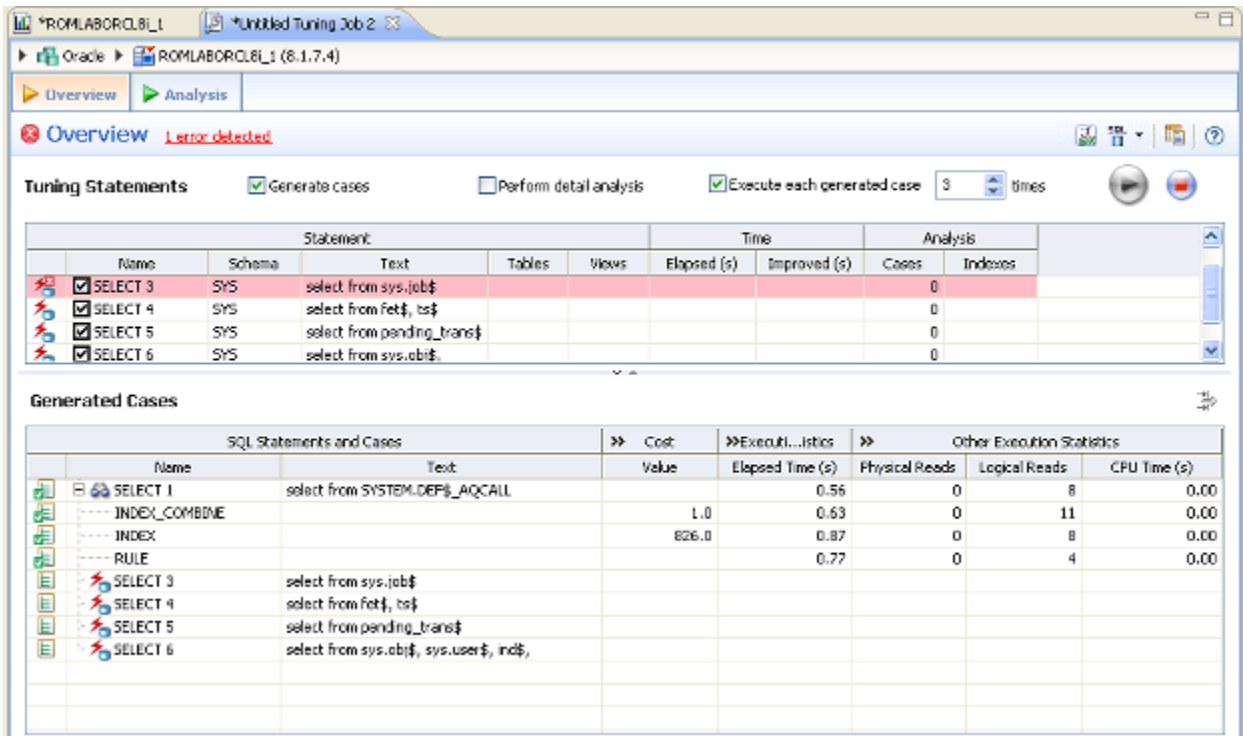 *ROMLABORCL8i_1 *Untitled Tuning Job 2
Oracle ROMLABORCL8i_1 (8.1.7.4)
Overview Analysis
Overview 1 error detected
Tuning Statements Generate cases Perform detail analysis Execute each generated case 3 times
Statement Time Analysis
Name Schema Text Tables Views Elapsed (s) Improved (s) Cases Indexes
SELECT 3 SYS select from sys.job$ 0
SELECT 4 SYS select from fet$, ts$ 0
SELECT 5 SYS select from pending_trans$ 0
SELECT 6 SYS select from sys.obj$, 0
Generated Cases
SQL Statements and Cases Cost Executi...istics Other Execution Statistics
Name Text Value Elapsed Time (s) Physical Reads Logical Reads CPU Time (s)
SELECT 1 select from SYSTEM.DEF$_AQCALL 0.56 0 8 0.00
INDEX_COMBINE 1.0 0.63 0 11 0.00
INDEX 826.0 0.87 0 8 0.00
RULE 0.77 0 4 0.00
SELECT 3 select from sys.job$
SELECT 4 select from fet$, ts$
SELECT 5 select from pending_trans$
SELECT 6 select from sys.obj$, sys.user$, ind$,